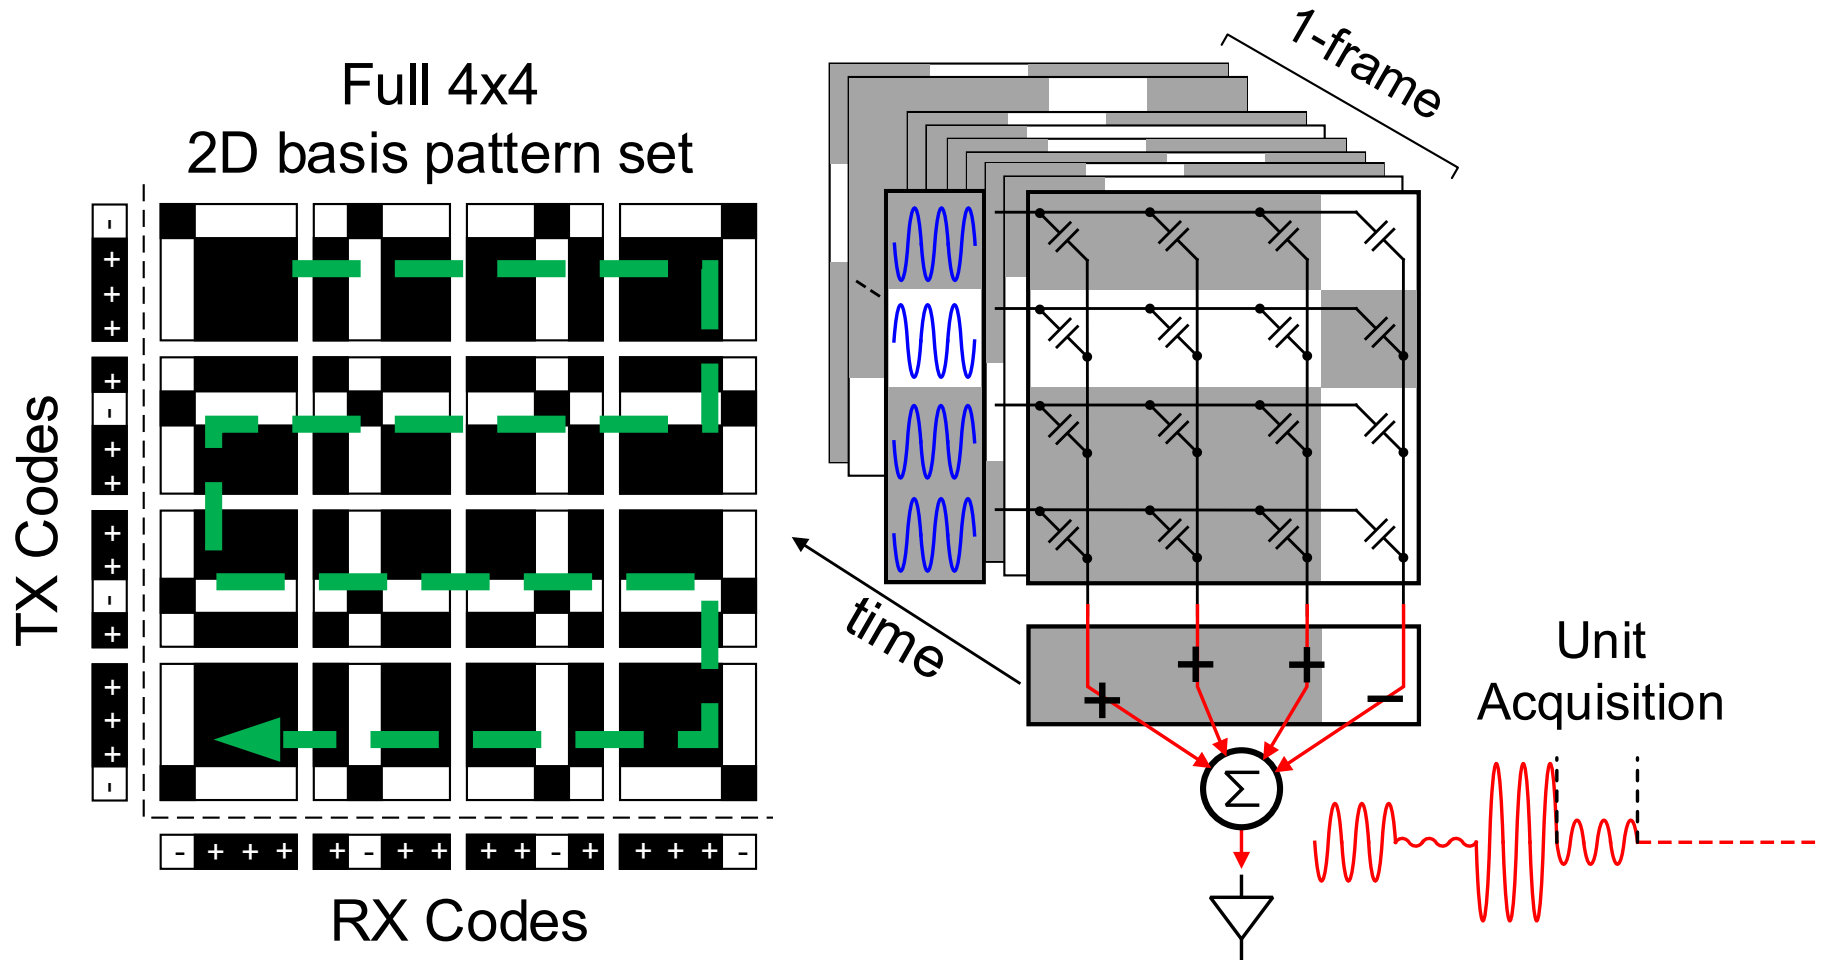 Full 4x4
2D basis pattern set
TX Codes
-
+
+
+
+
-
+
+
+
+
-
+
+
+
+
-
- + + +
+ - + +
+ + - +
+ + + -
RX Codes
1-frame
time
+ + + -
Σ
Unit
Acquisition